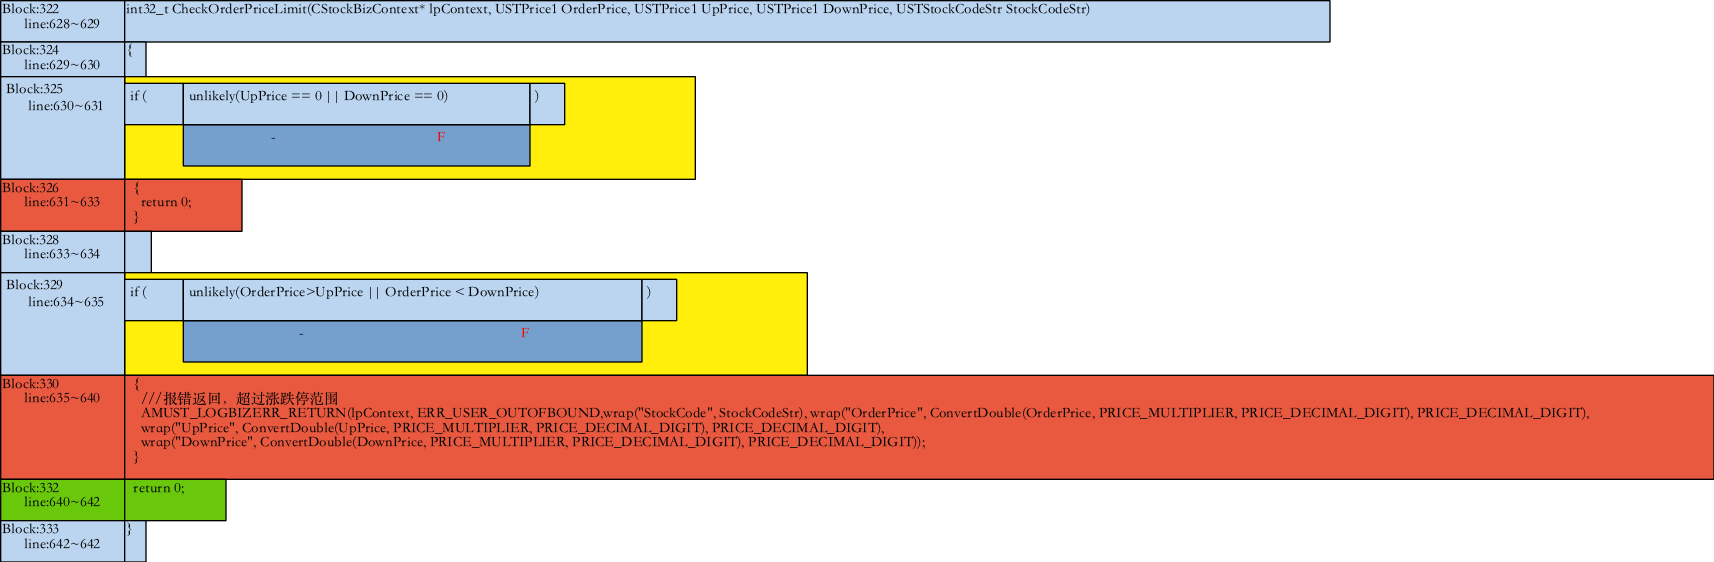 Block:322 int32_t CheckOrderPriceLimit(CStockBizContext* lpContext, USTPrice1 OrderPrice, USTPrice1 UpPrice, USTPrice1 DownPrice, USTStockCodeStr StockCodeStr)
line:628~629
Block:324 {
line:629~630
Block:325
if ( unlikely(UpPrice == 0 || DownPrice == 0) )
line:630~631
- F
Block:326 {
line:631~633 return 0;
}
Block:328
line:633~634
Block:329
if ( unlikely(OrderPrice>UpPrice || OrderPrice < DownPrice) )
line:634~635
- F
Block:330 {
line:635~640 ///报错返回，超过涨跌停范围
AMUST_LOGBIZERR_RETURN(lpContext, ERR_USER_OUTOFBOUND,wrap("StockCode", StockCodeStr), wrap("OrderPrice", ConvertDouble(OrderPrice, PRICE_MULTIPLIER, PRICE_DECIMAL_DIGIT), PRICE_DECIMAL_DIGIT),
wrap("UpPrice", ConvertDouble(UpPrice, PRICE_MULTIPLIER, PRICE_DECIMAL_DIGIT), PRICE_DECIMAL_DIGIT),
wrap("DownPrice", ConvertDouble(DownPrice, PRICE_MULTIPLIER, PRICE_DECIMAL_DIGIT), PRICE_DECIMAL_DIGIT));
}
Block:332 return 0;
line:640~642
Block:333 }
line:642~642